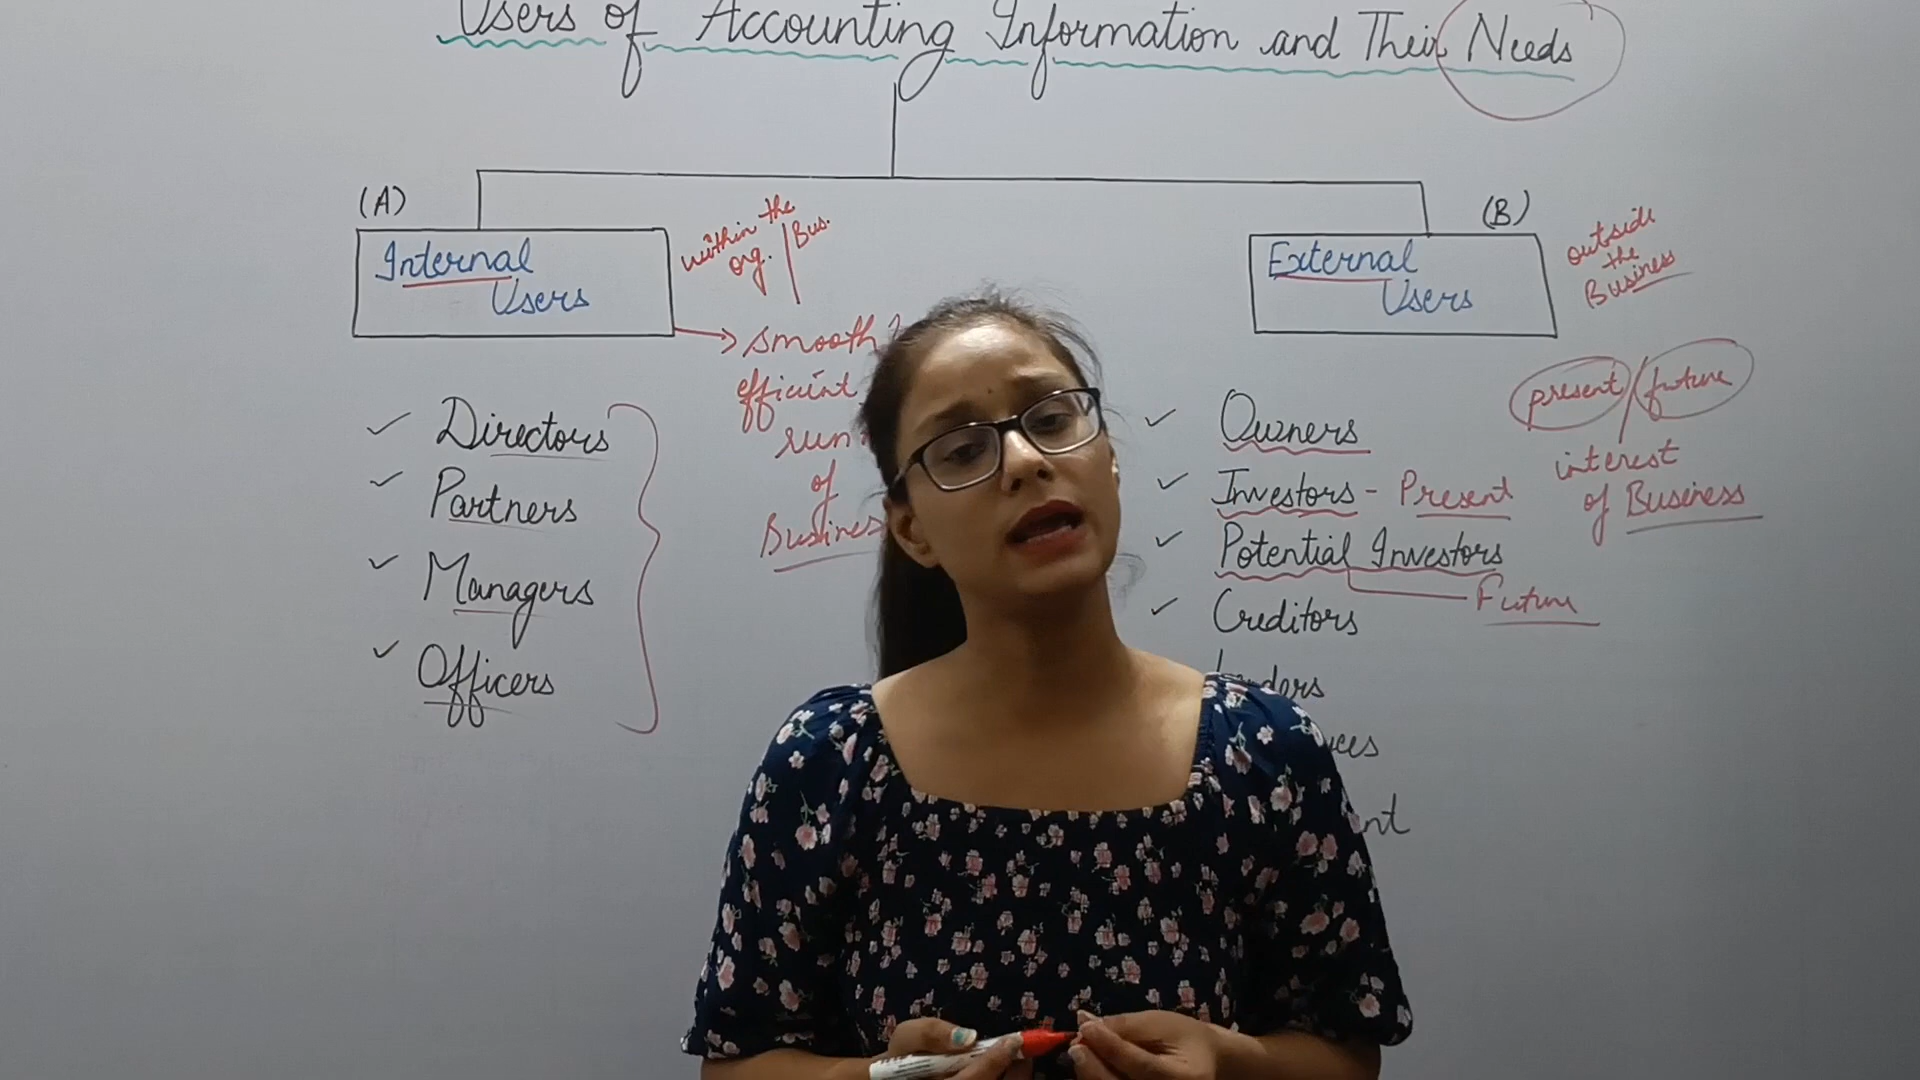 Users of Accounting Information and Their Needs
(A)
Internal
Users
within the
org. | Bus.
smooth
efficient
run
of
Business
Directors
Partners
Managers
Officers
(B)
External
Users
outside
the
Business
present / future
interest
of Business
Owners
Investors - Present
Potential Investors
Future
Creditors